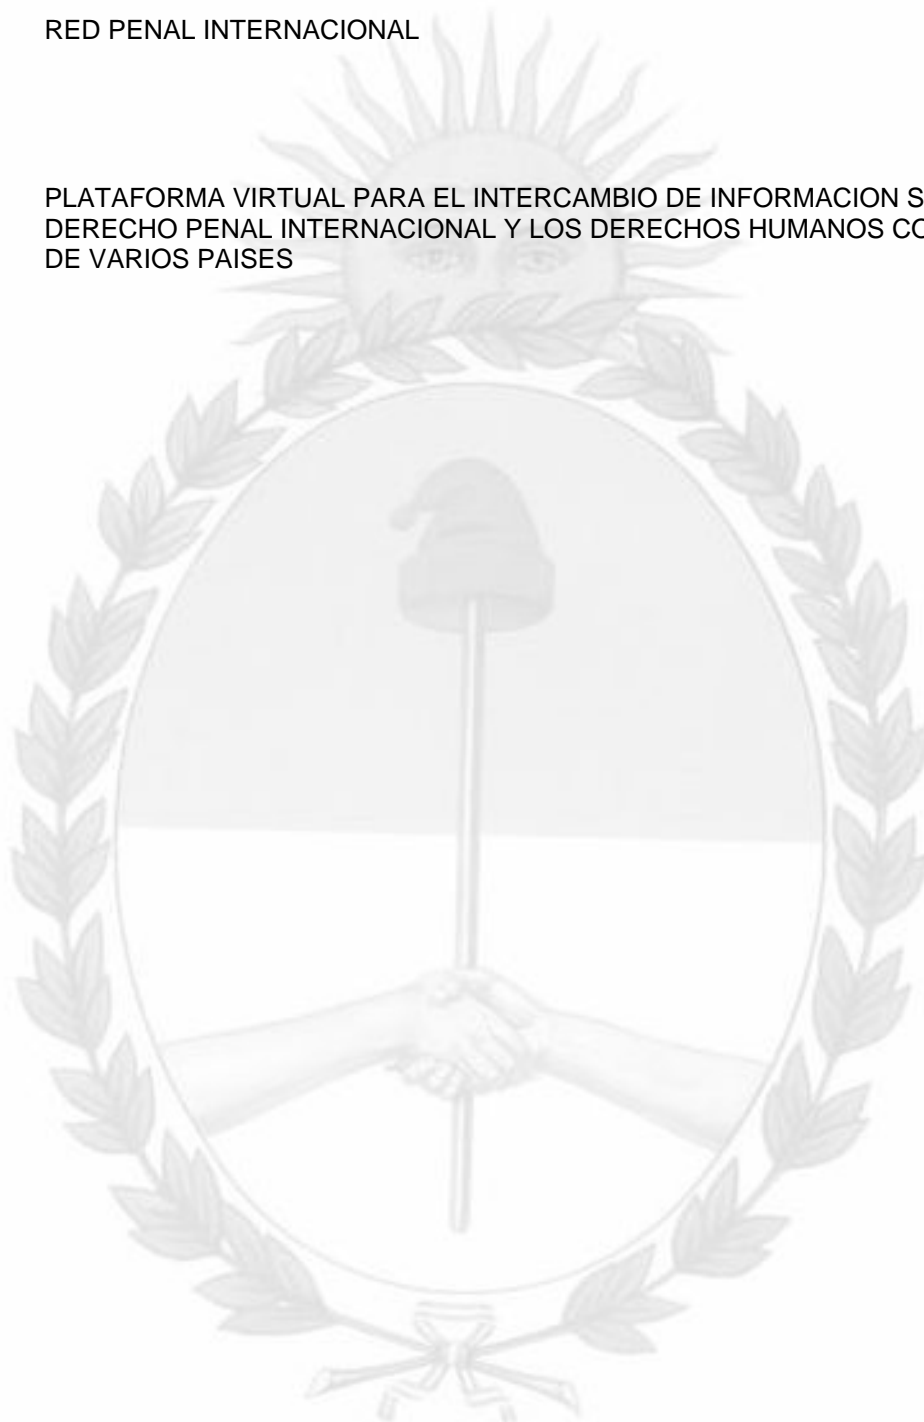 RED PENAL INTERNACIONAL
PLATAFORMA VIRTUAL PARA EL INTERCAMBIO DE INFORMACION
DERECHO PENAL INTERNACIONAL Y LOS DERECHOS HUMANOS
DE VARIOS PAISES